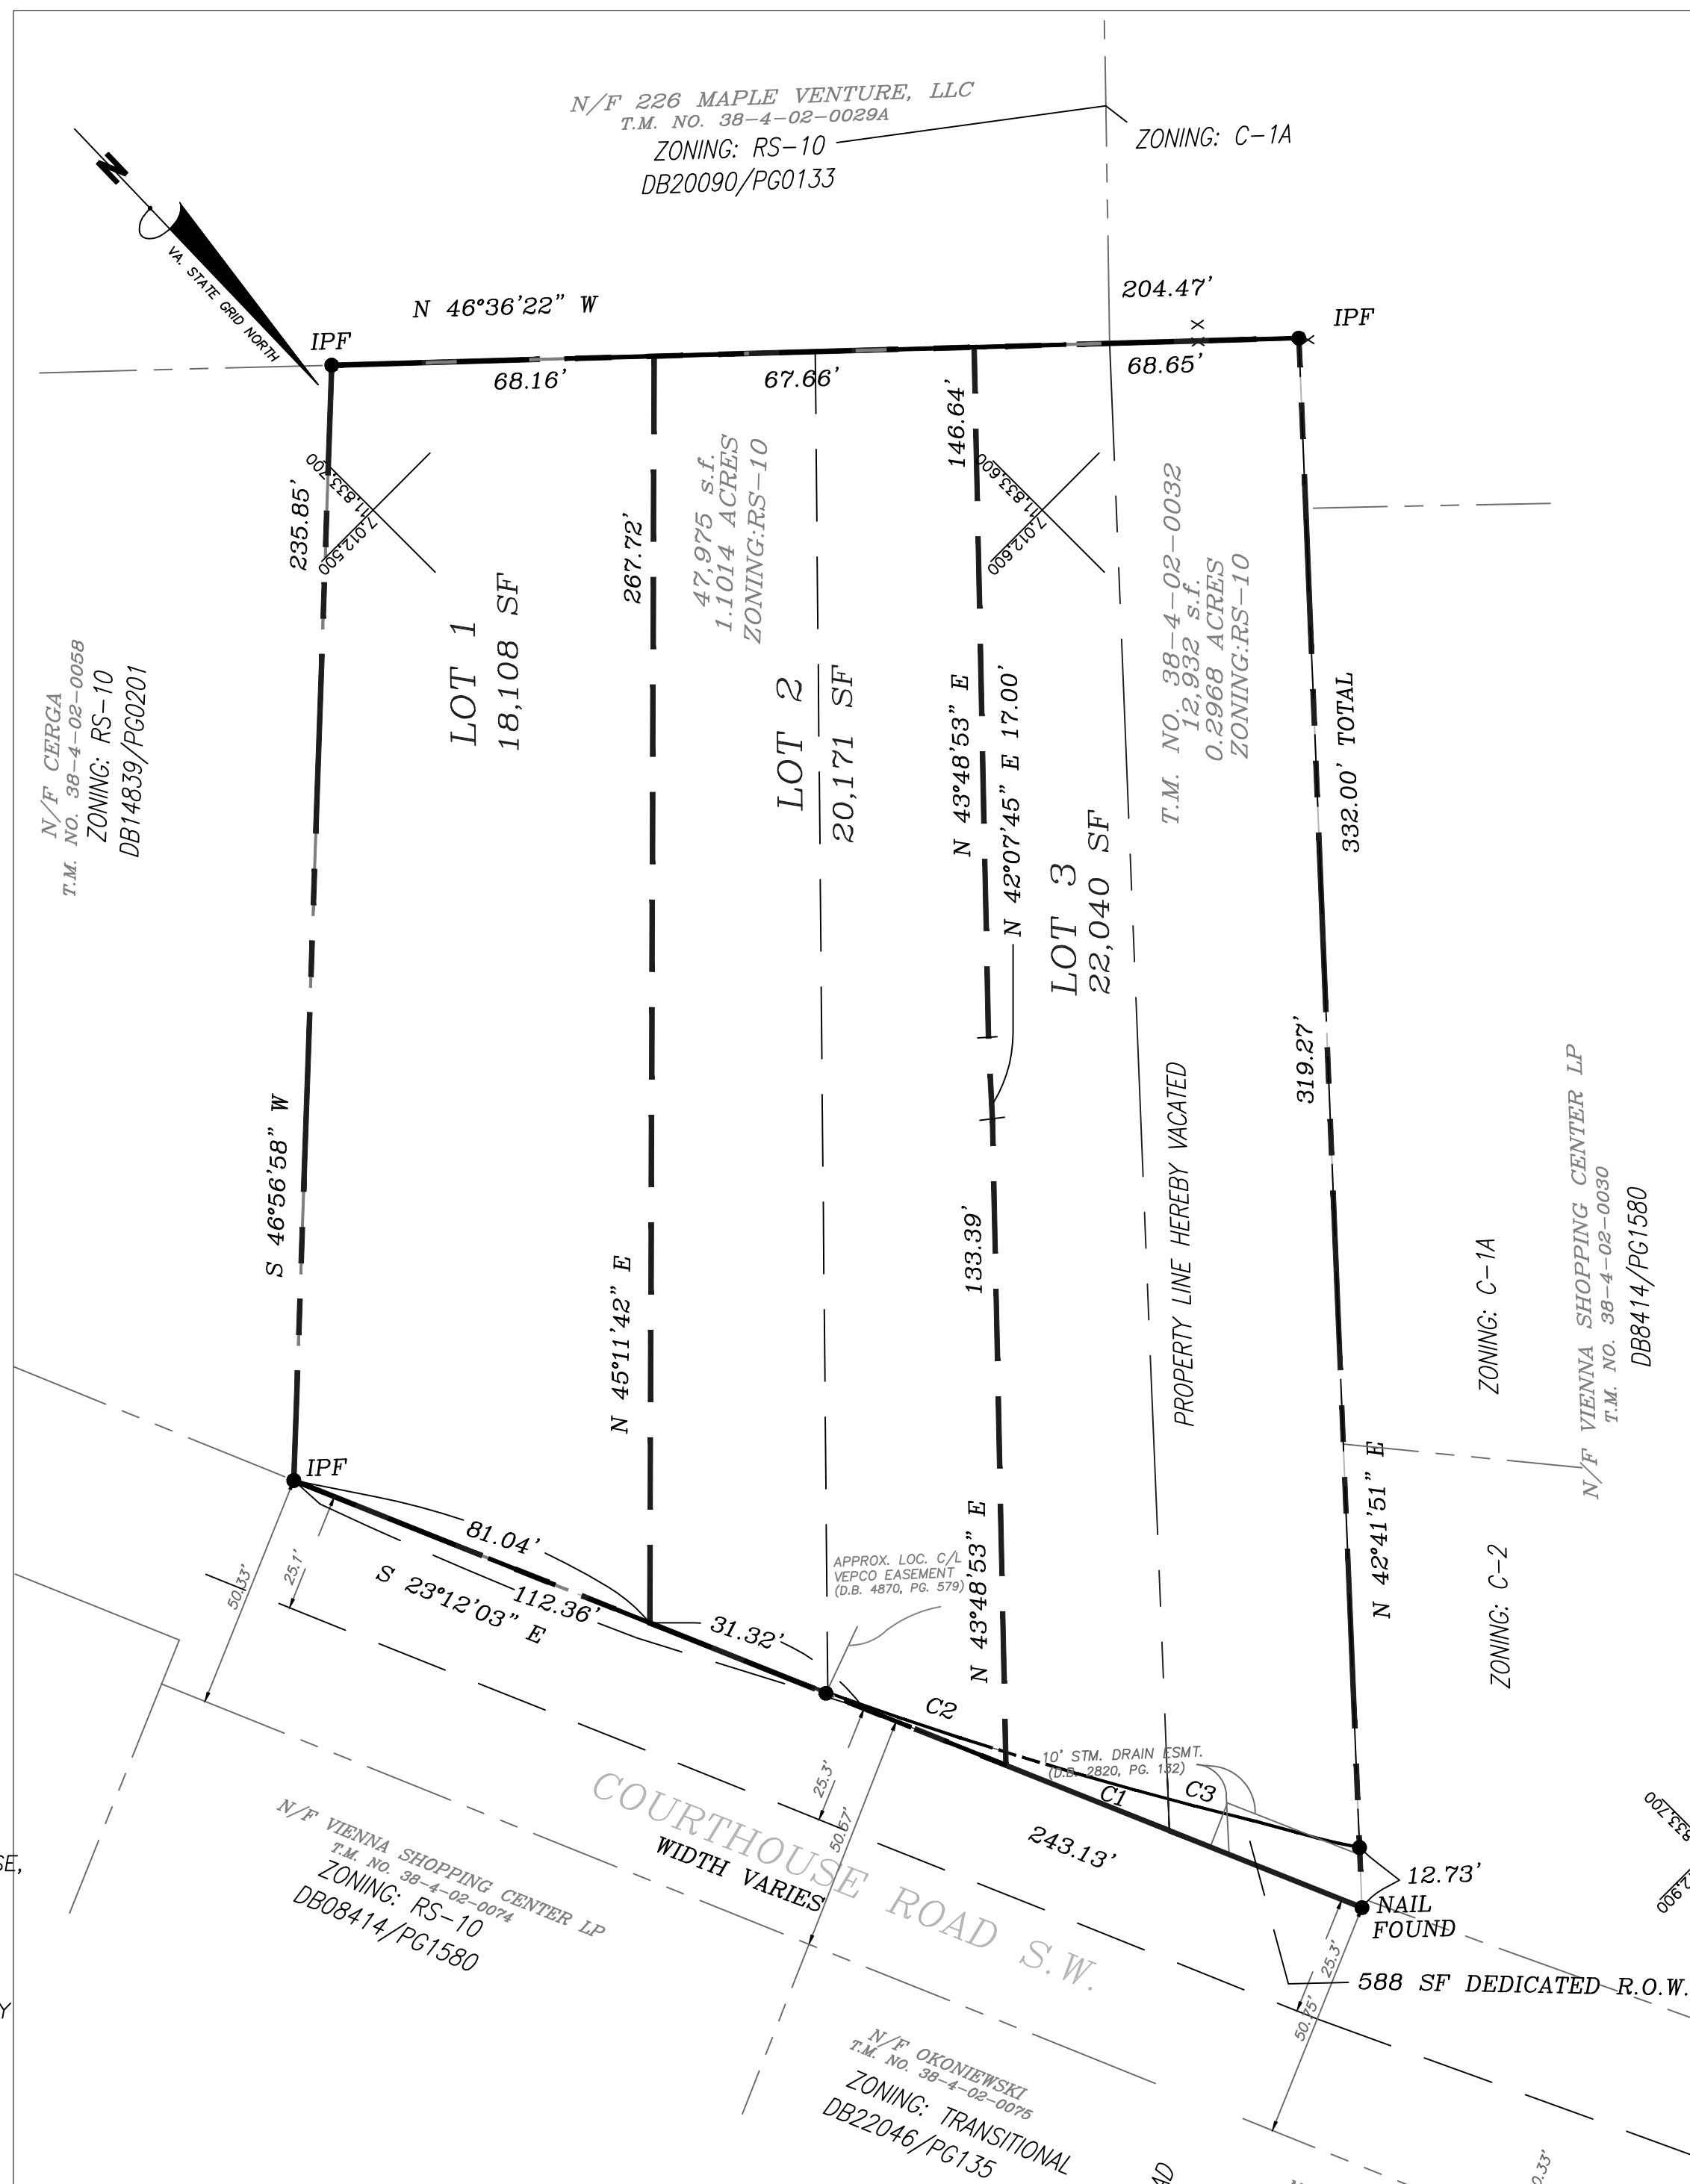 N/F 226 MAPLE VENTURE, LLC
T.M. NO. 38-4-02-0029A
ZONING: RS-10
DB20090/PG0133
ZONING: C-1A
N
VA. STATE GRID NORTH
IPF
N 46°36'22" W
204.47'
IPF
68.16'
67.66'
68.65'
235.85'
11,833,700
7,012,500
267.72'
47,975 s.f.
1.1014 ACRES
ZONING:RS-10
146.64'
11,833,600
7,012,600
T.M. NO. 38-4-02-0032
12,932 s.f.
0.2968 ACRES
ZONING:RS-10
LOT 1
18,108 SF
LOT 2
20,171 SF
N 43°48'53" E
N 42°07'45" E 17.00'
LOT 3
22,040 SF
332.00' TOTAL
N/F CERGA
T.M. NO. 38-4-02-0058
ZONING: RS-10
DB14839/PG0201
S 46°56'58" W
N 45°11'42" E
133.39'
PROPERTY LINE HEREBY VACATED
319.27'
ZONING: C-1A
N/F VIENNA SHOPPING CENTER LP
T.M. NO. 38-4-02-0030
DB8414/PG1580
N 42°41'51" E
ZONING: C-2
IPF
81.04'
112.36'
S 23°12'03" E
31.32'
50.33'
25.1'
APPROX. LOC. C/L
VEPCO EASEMENT
(D.B. 4870, PG. 579)
N 43°48'53" E
C2
10' STM. DRAIN ESMT.
(D.B. 2820, PG. 132)
C1
C3
243.13'
25.3'
50.67'
12.73'
NAIL
FOUND
COURTHOUSE ROAD S.W.
WIDTH VARIES
588 SF DEDICATED R.O.W.
25.3'
50.75'
N/F VIENNA SHOPPING CENTER LP
T.M. NO. 38-4-02-0074
ZONING: RS-10
DB08414/PG1580
N/F OKONIEWSKI
T.M. NO. 38-4-02-0075
ZONING: TRANSITIONAL
DB22046/PG135
833,700
2,900
SE,
Y
AD
0.33'